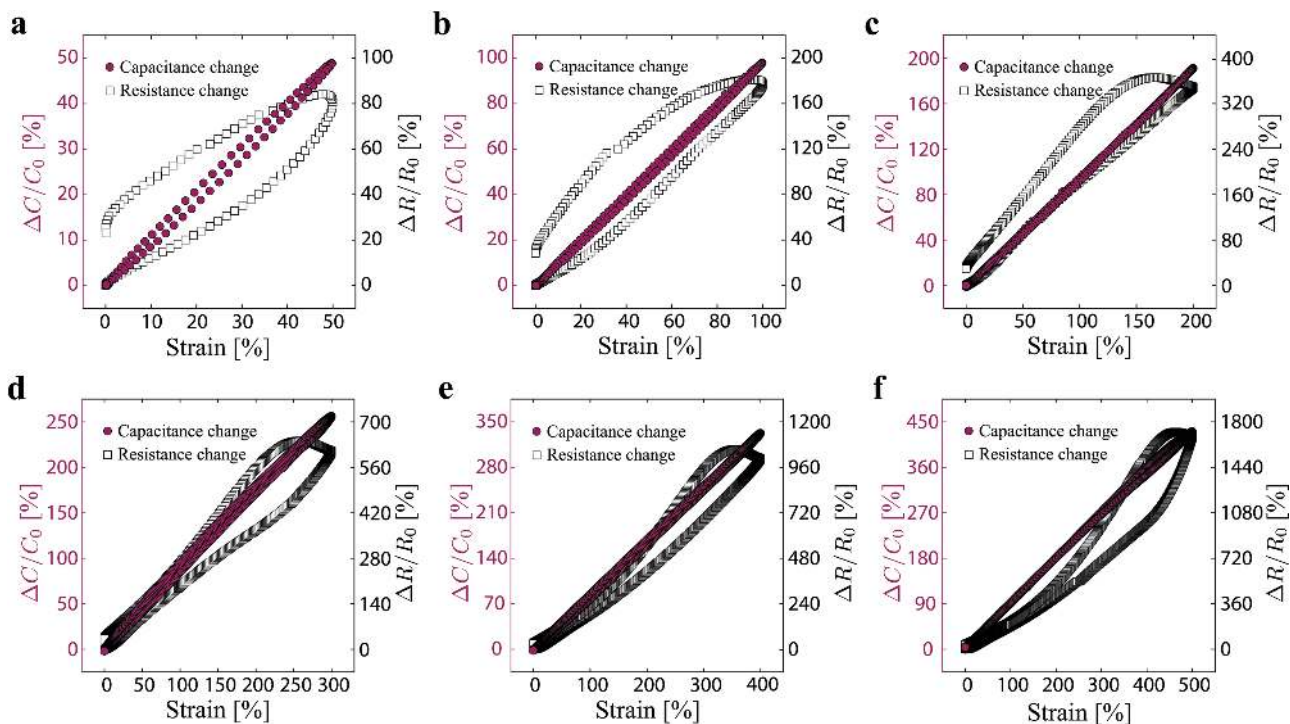 a
50
40
30
20
10
0
ΔC/C0 [%]
Capacitance change
Resistance change
100
80
60
40
20
0
ΔR/R0 [%]
0 10 20 30 40 50
Strain [%]
b
100
80
60
40
20
0
ΔC/C0 [%]
Capacitance change
Resistance change
200
160
120
80
40
0
ΔR/R0 [%]
0 20 40 60 80 100
Strain [%]
c
200
160
120
80
40
0
ΔC/C0 [%]
Capacitance change
Resistance change
400
320
240
160
80
0
ΔR/R0 [%]
0 50 100 150 200
Strain [%]
d
250
200
150
100
50
0
ΔC/C0 [%]
Capacitance change
Resistance change
700
560
420
280
140
0
ΔR/R0 [%]
0 50 100 150 200 250 300
Strain [%]
e
350
280
210
140
70
0
ΔC/C0 [%]
Capacitance change
Resistance change
1200
960
720
480
240
0
ΔR/R0 [%]
0 100 200 300 400
Strain [%]
f
450
360
270
180
90
0
ΔC/C0 [%]
Capacitance change
Resistance change
1800
1440
1080
720
360
0
ΔR/R0 [%]
0 100 200 300 400 500
Strain [%]